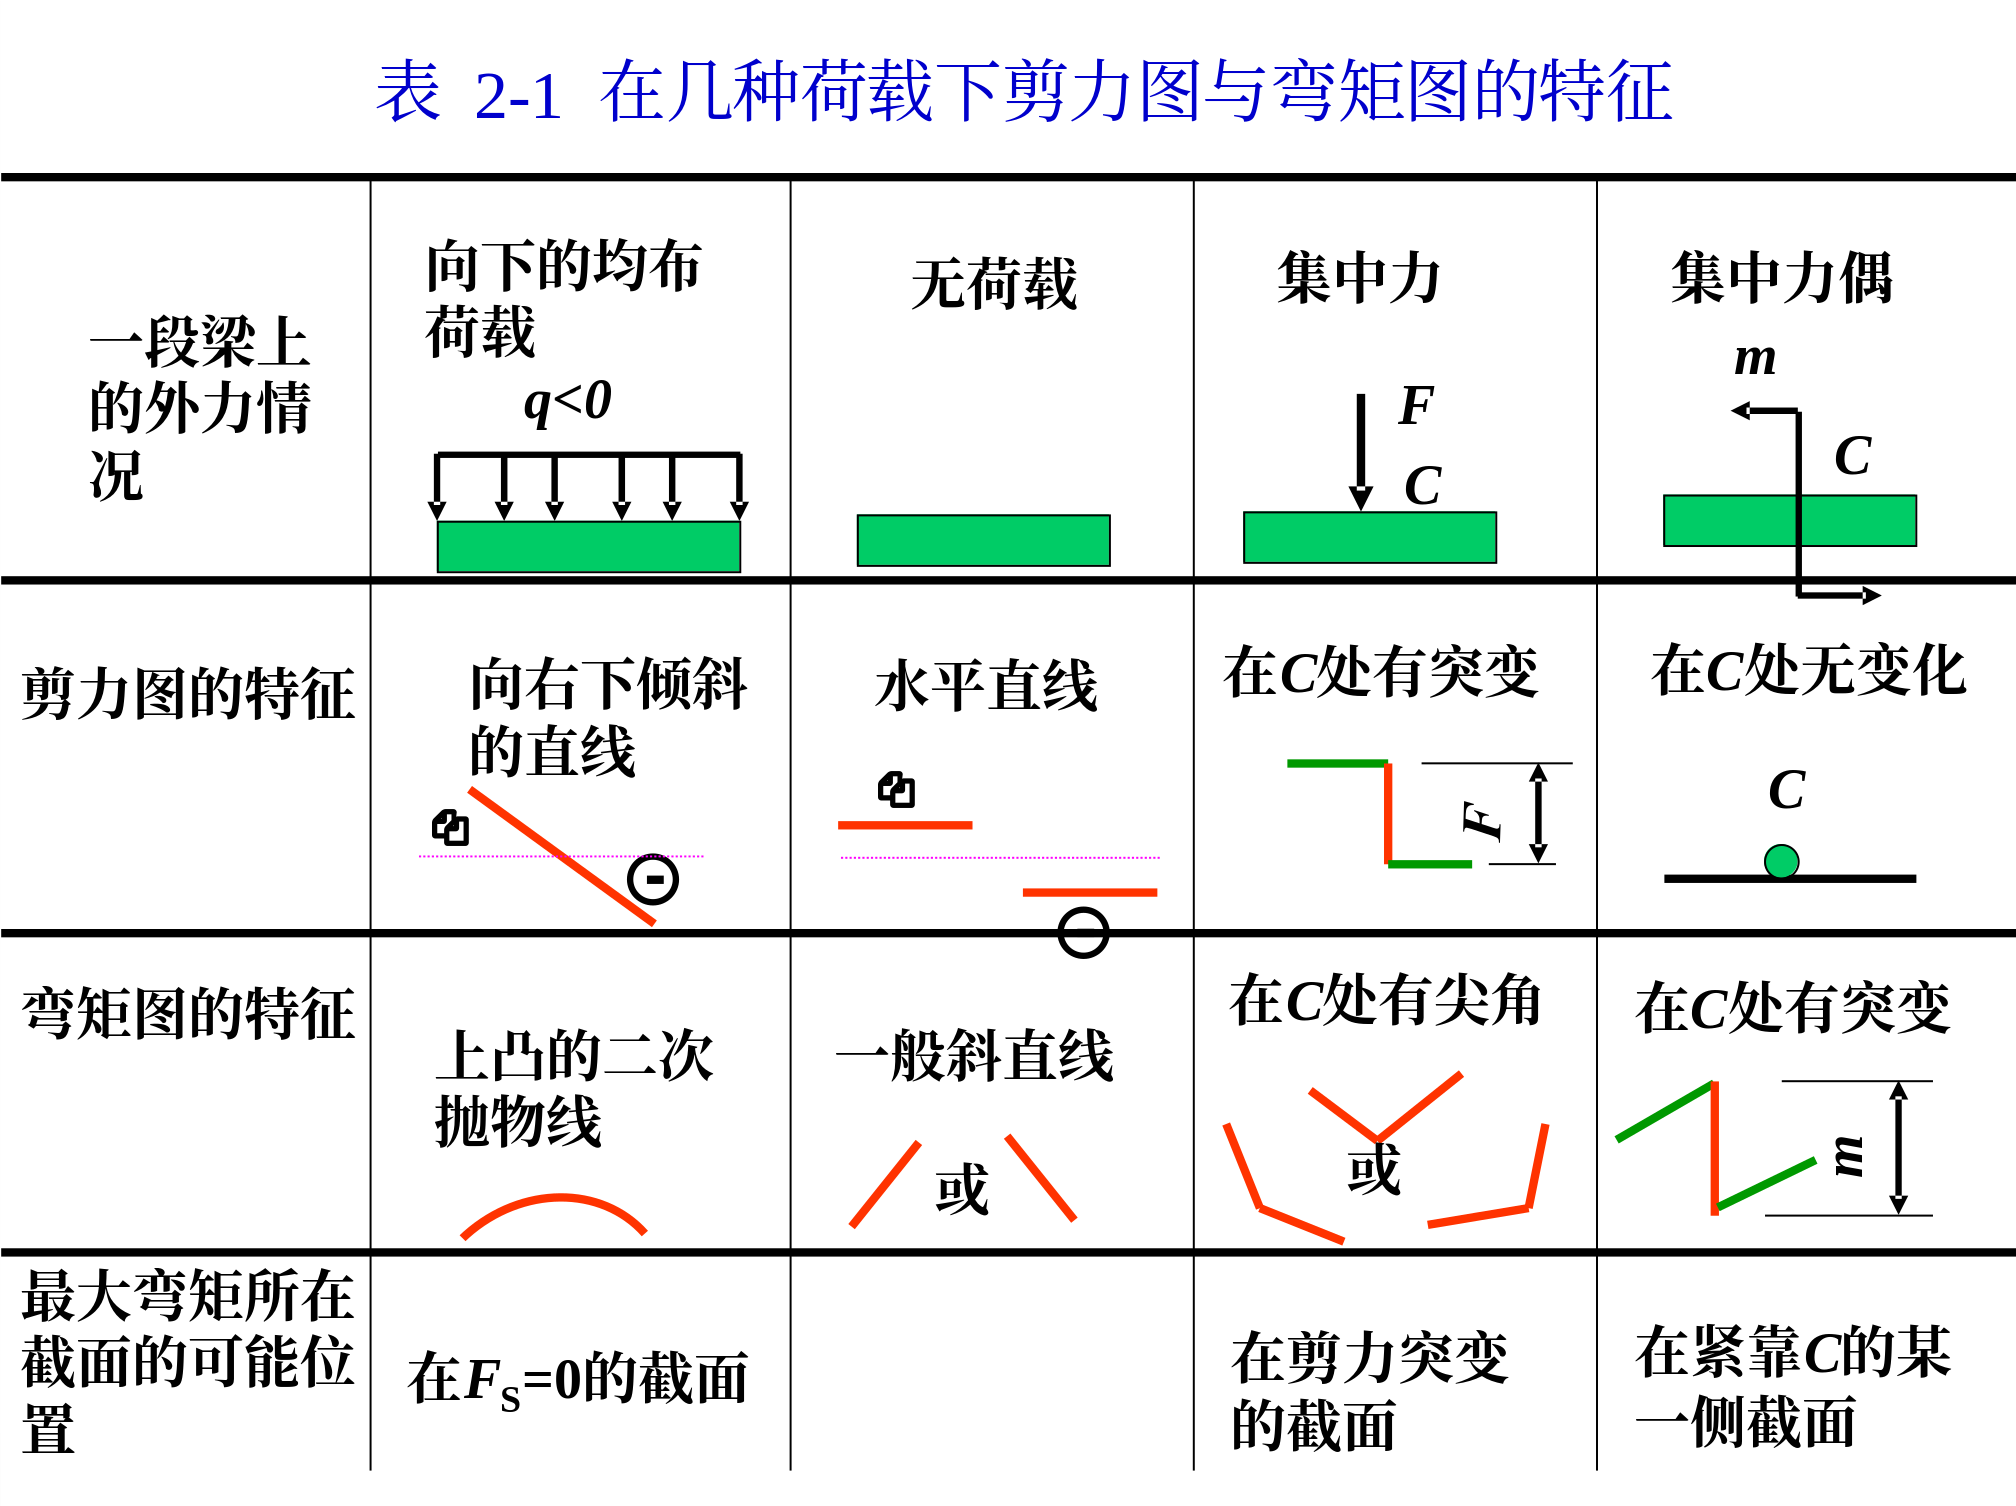 表 2-1 在几种荷载下剪力图与弯矩图的特征
一段梁上
的外力情
况
向下的均布
荷载
q<0
无荷载
集中力
F
C
集中力偶
m
C
剪力图的特征
向右下倾斜
的直线
-
水平直线
-
在C处有突变
F
在C处无变化
C
弯矩图的特征
上凸的二次
抛物线
一般斜直线
或
在C处有尖角
或
在C处有突变
m
最大弯矩所在
截面的可能位
置
在FS=0的截面
在剪力突变
的截面
在紧靠C的某
一侧截面